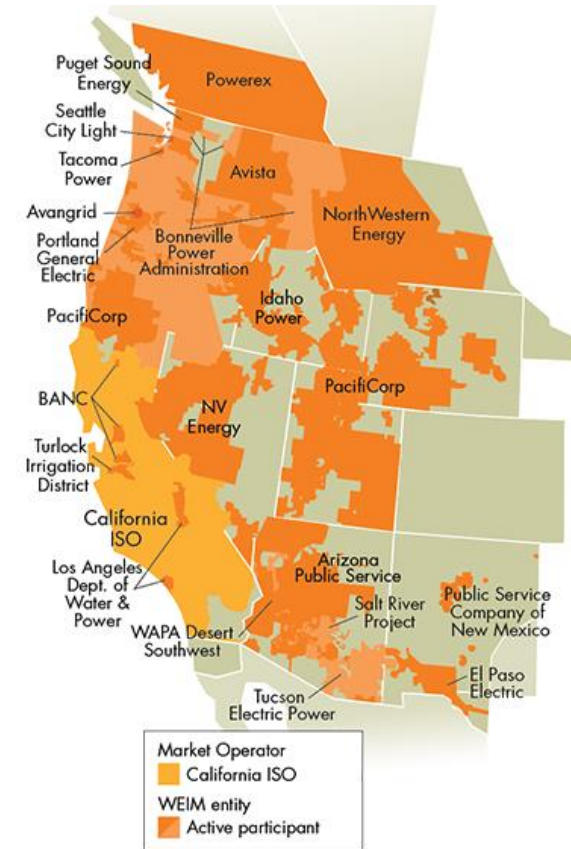 Puget Sound
Energy
Powerex
Seattle
City Light
Tacoma
Power
Avista
Avangrid
NorthWestern
Energy
Portland
General
Electric
Bonneville
Power
Administration
Idaho
Power
PacifiCorp
PacifiCorp
BANC
NV
Energy
Turlock
Irrigation
District
California
ISO
Los Angeles
Dept. of
Water &
Power
Arizona
Public Service
Salt River
Project
Public Service
Company of
New Mexico
WAPA Desert
Southwest
El Paso
Electric
Tucson
Electric Power
Market Operator
California ISO
WEIM entity
Active participant